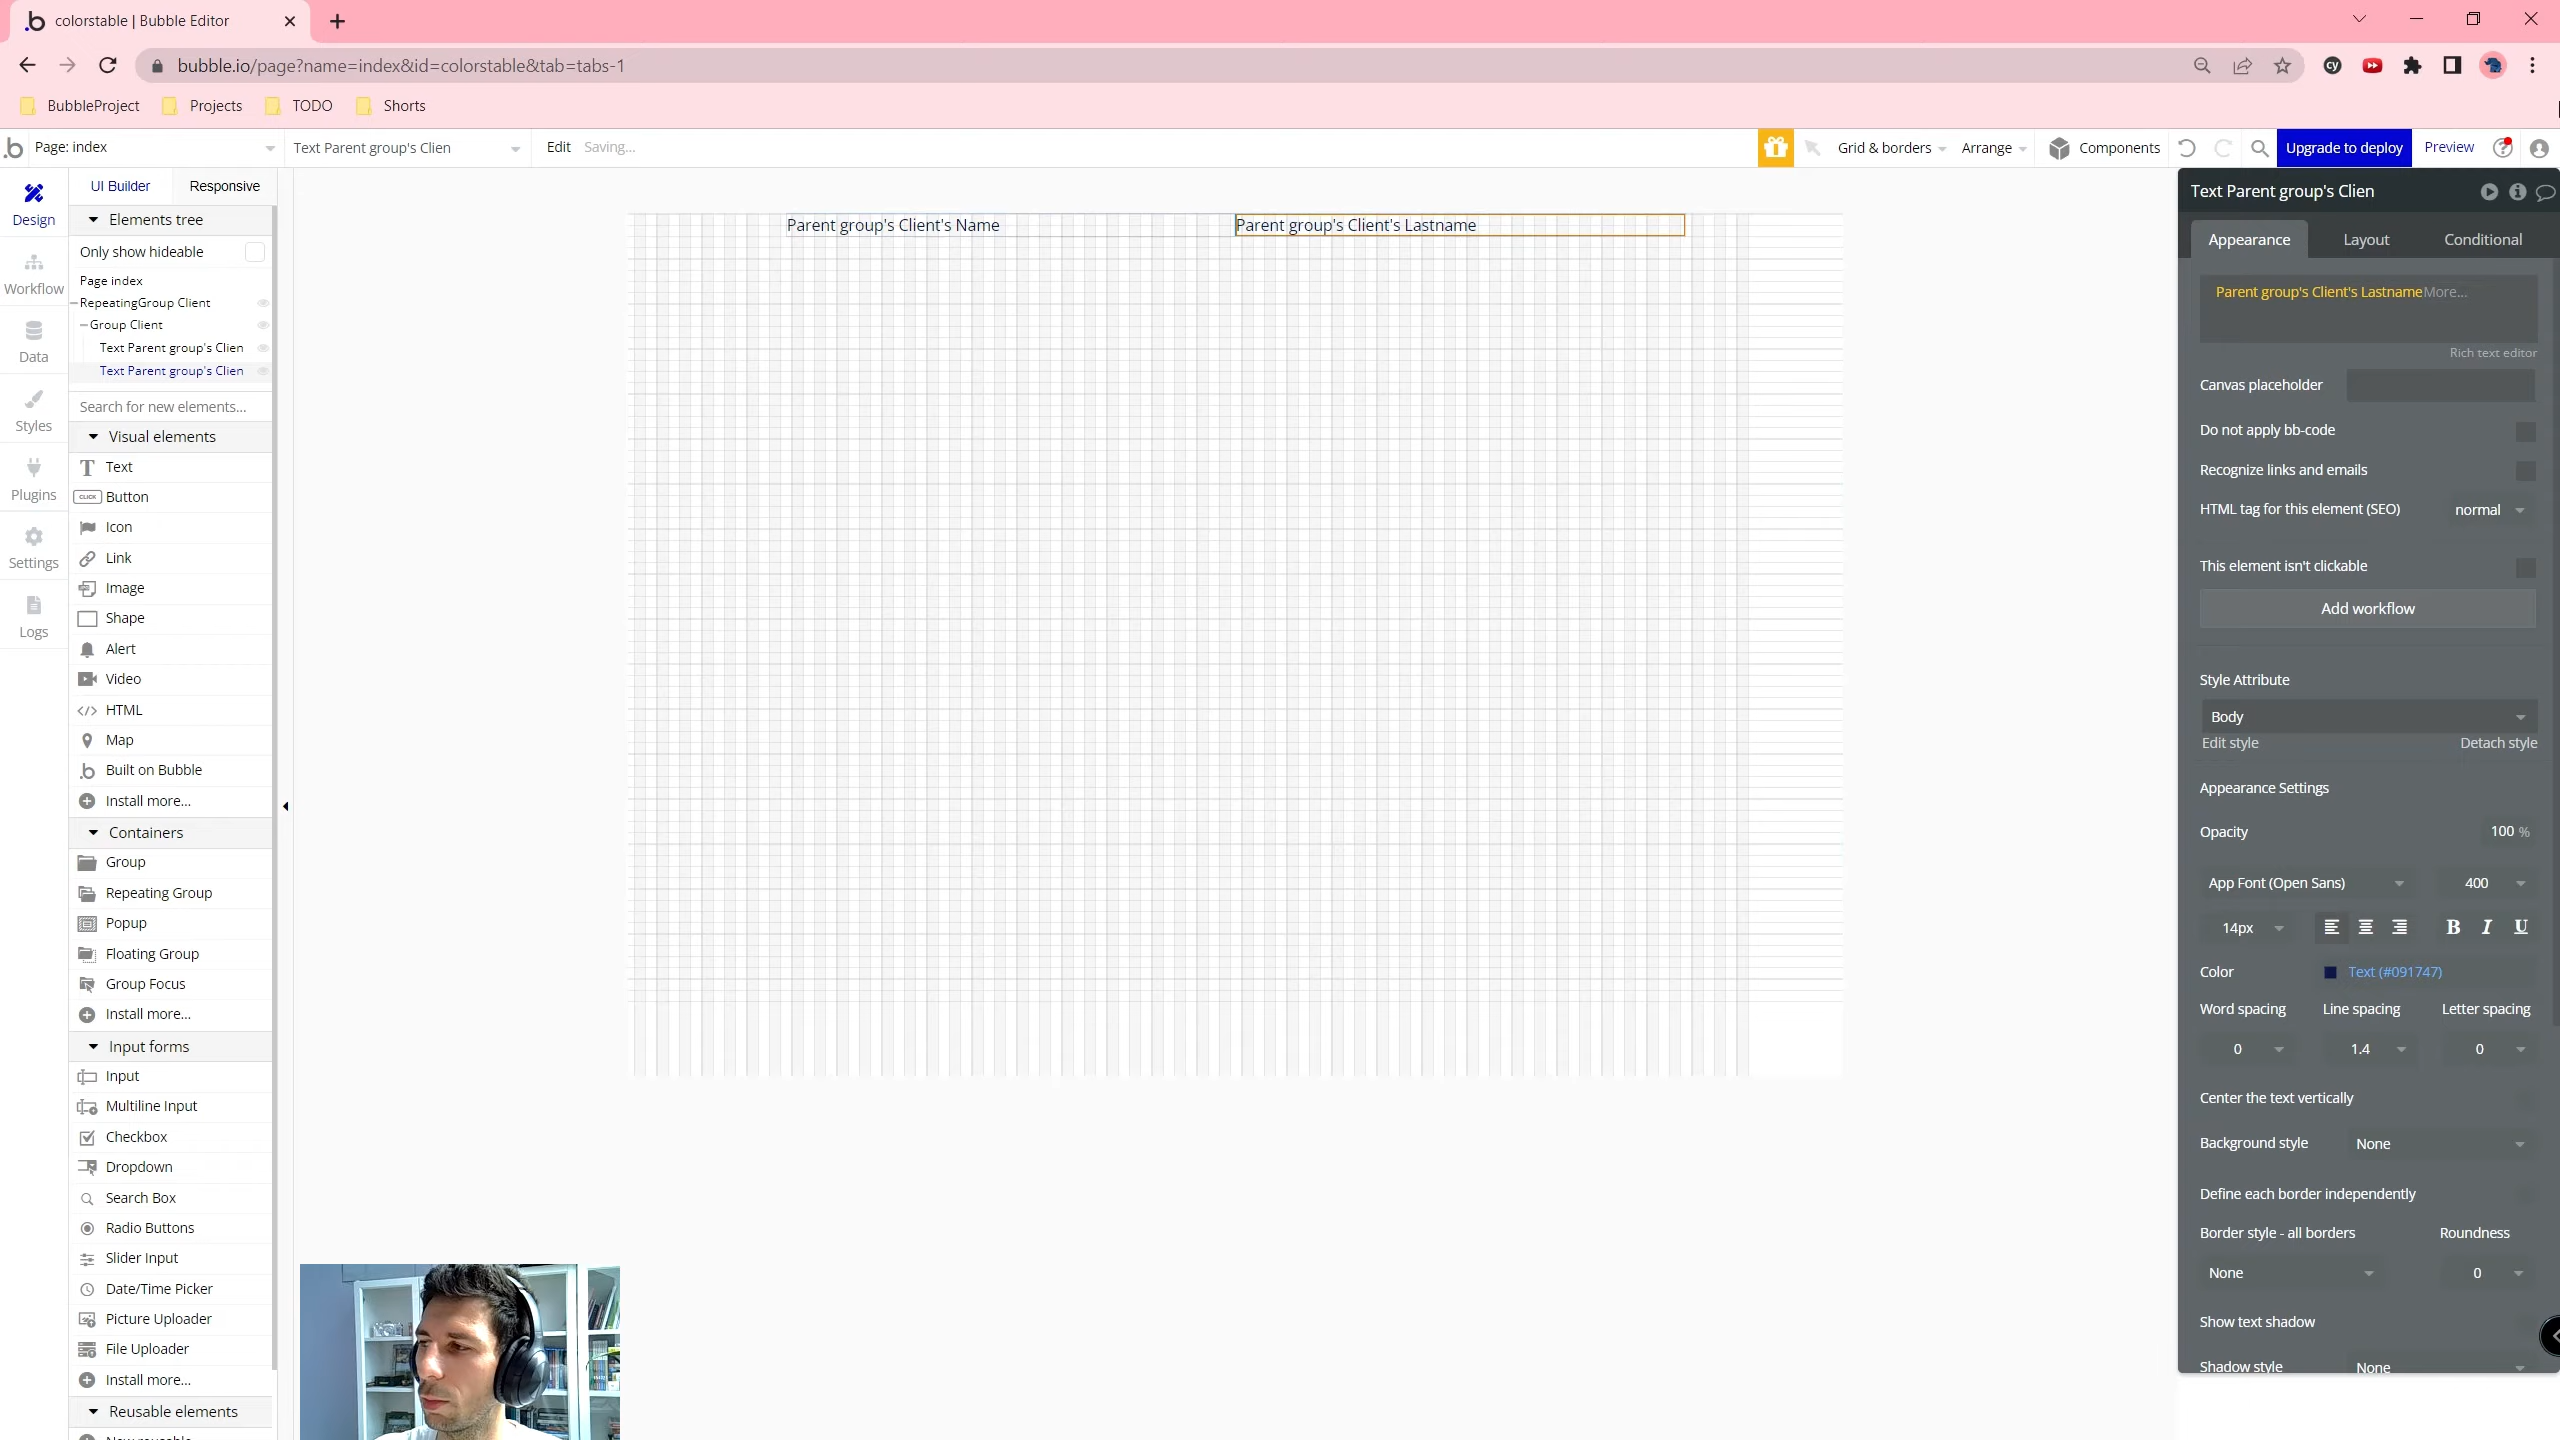 colorstable | Bubble Editor
bubble.io/page?name=index&id=colorstable&tab=tabs-1
BubbleProject Projects TODO Shorts
Page: index Text Parent group's Clien Edit Saving... Grid & borders Arrange Components Upgrade to deploy Preview
Design
Workflow
Data
Styles
Plugins
Settings
Logs
UI Builder Responsive
Elements tree
Only show hideable
Page index
RepeatingGroup Client
Group Client
Text Parent group's Clien
Text Parent group's Clien
Search for new elements...
Visual elements
Text
CLICK Button
Icon
Link
Image
Shape
Alert
Video
HTML
Map
Built on Bubble
Install more...
Containers
Group
Repeating Group
Popup
Floating Group
Group Focus
Install more...
Input forms
Input
Multiline Input
Checkbox
Dropdown
Search Box
Radio Buttons
Slider Input
Date/Time Picker
Picture Uploader
File Uploader
Install more...
Reusable elements
Parent group's Client's Name Parent group's Client's Lastname
Text Parent group's Clien
Appearance Layout Conditional
Parent group's Client's LastnameMore...
Rich text editor
Canvas placeholder
Do not apply bb-code
Recognize links and emails
HTML tag for this element (SEO) normal
This element isn't clickable
Add workflow
Style Attribute
Body
Edit style Detach style
Appearance Settings
Opacity 100 %
App Font (Open Sans) 400
14px B I U
Color Text (#091747)
Word spacing Line spacing Letter spacing
0 1.4 0
Center the text vertically
Background style None
Define each border independently
Border style - all borders Roundness
None 0
Show text shadow
Shadow style None